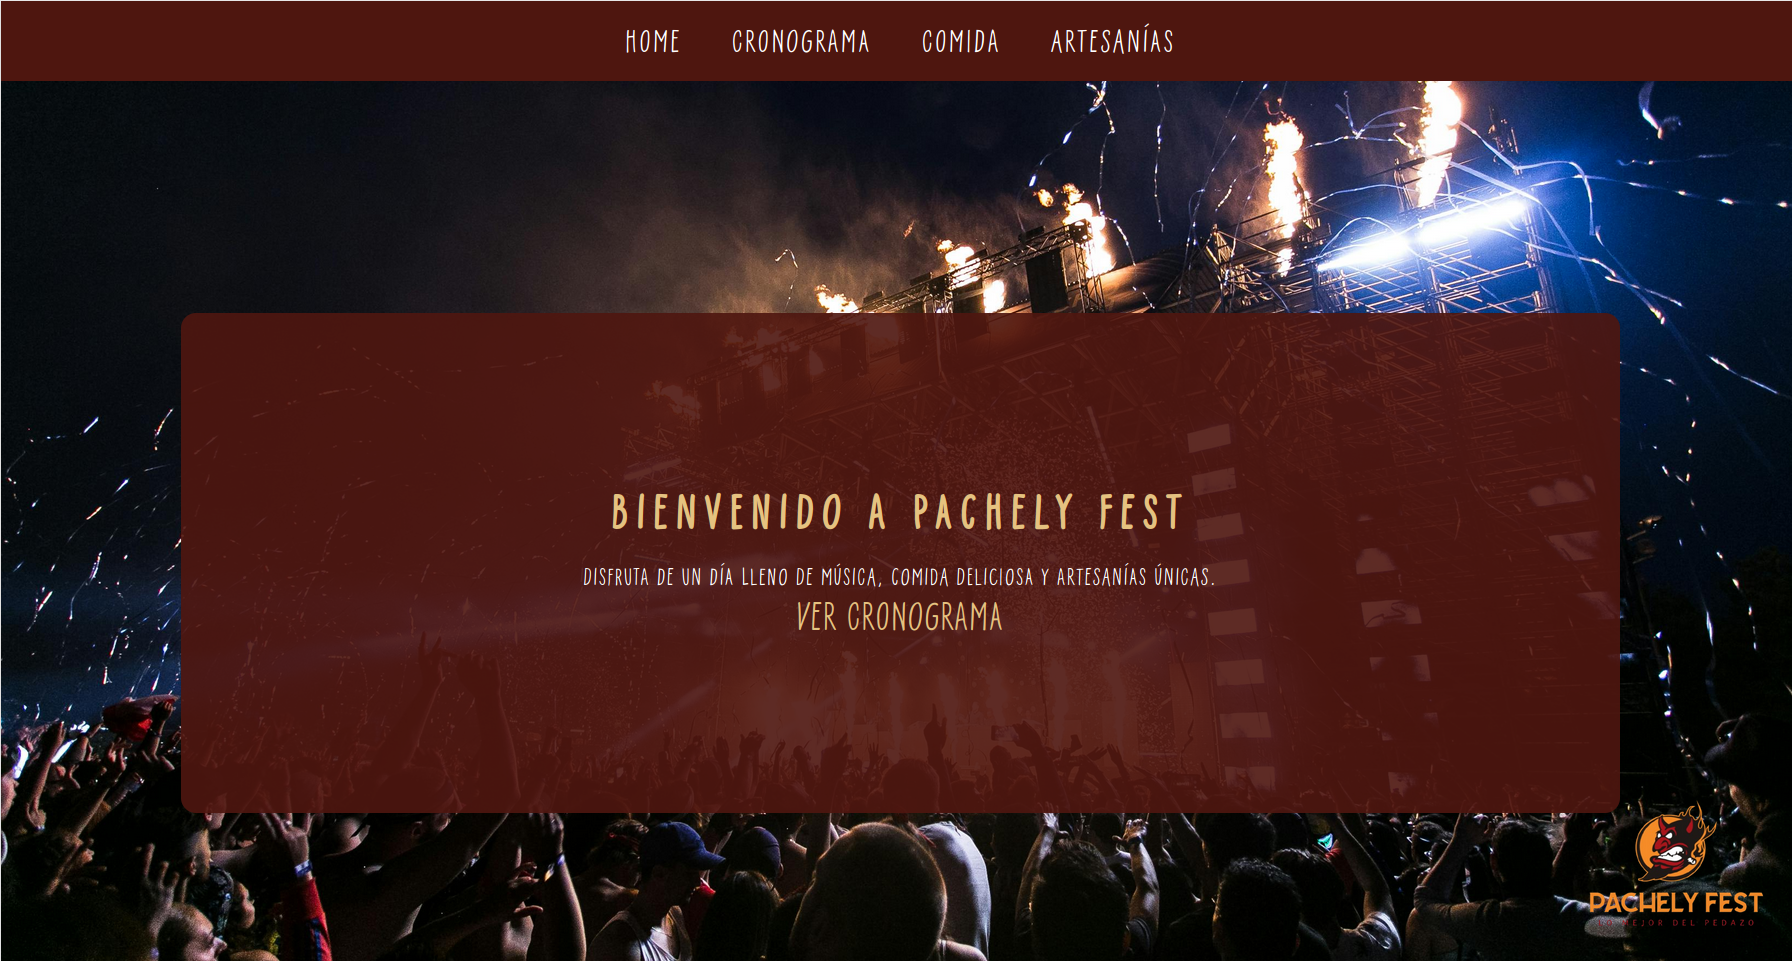 HOME CRONOGRAMA COMIDA ARTESANÍAS
BIENVENIDO A PACHELY FEST
DISFRUTA DE UN DÍA LLENO DE MÚSICA, COMIDA DELICIOSA Y ARTESANÍAS ÚNICAS.
VER CRONOGRAMA
PACHELY FEST
LO MEJOR DEL PEDAZO